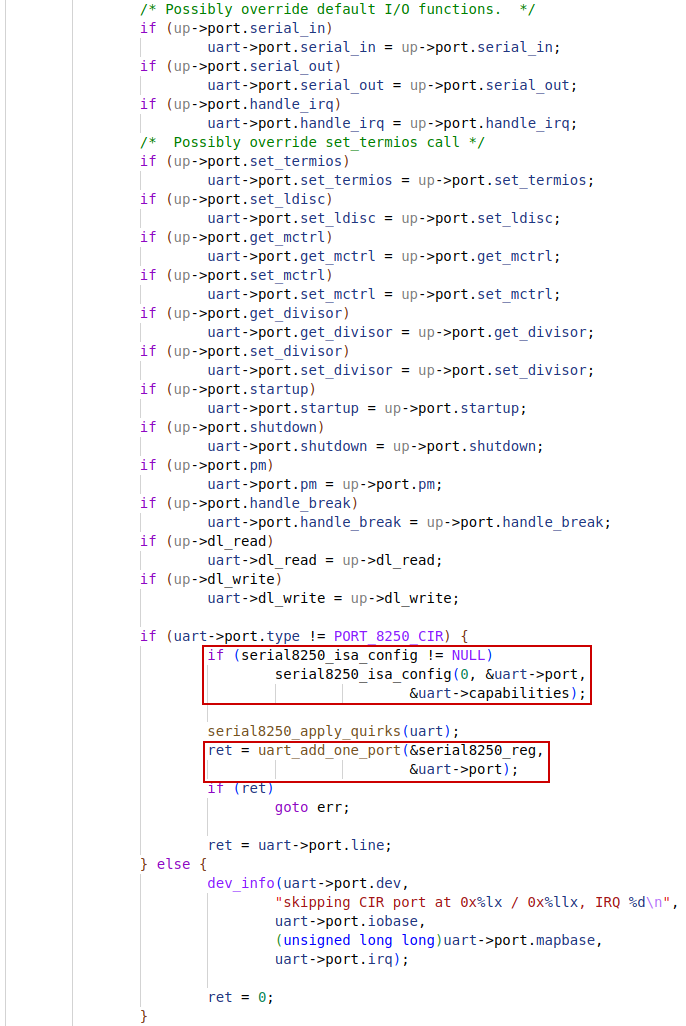 /* Possibly override default I/O functions.  */
if (up->port.serial_in)
uart->port.serial_in = up->port.serial_in;
if (up->port.serial_out)
uart->port.serial_out = up->port.serial_out;
if (up->port.handle_irq)
uart->port.handle_irq = up->port.handle_irq;
/*  Possibly override set_termios call */
if (up->port.set_termios)
uart->port.set_termios = up->port.set_termios;
if (up->port.set_ldisc)
uart->port.set_ldisc = up->port.set_ldisc;
if (up->port.get_mctrl)
uart->port.get_mctrl = up->port.get_mctrl;
if (up->port.set_mctrl)
uart->port.set_mctrl = up->port.set_mctrl;
if (up->port.get_divisor)
uart->port.get_divisor = up->port.get_divisor;
if (up->port.set_divisor)
uart->port.set_divisor = up->port.set_divisor;
if (up->port.startup)
uart->port.startup = up->port.startup;
if (up->port.shutdown)
uart->port.shutdown = up->port.shutdown;
if (up->port.pm)
uart->port.pm = up->port.pm;
if (up->port.handle_break)
uart->port.handle_break = up->port.handle_break;
if (up->dl_read)
uart->dl_read = up->dl_read;
if (up->dl_write)
uart->dl_write = up->dl_write;
if (uart->port.type != PORT_8250_CIR) {
if (serial8250_isa_config != NULL)
serial8250_isa_config(0, &uart->port,
&uart->capabilities);
serial8250_apply_quirks(uart);
ret = uart_add_one_port(&serial8250_reg,
&uart->port);
if (ret)
goto err;
ret = uart->port.line;
} else {
dev_info(uart->port.dev,
"skipping CIR port at 0x%lx / 0x%llx, IRQ %d\n",
uart->port.iobase,
(unsigned long long)uart->port.mapbase,
uart->port.irq);
ret = 0;
}